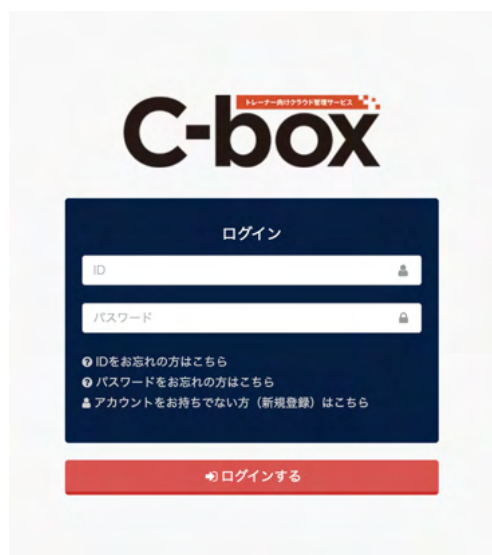 トレーナー向けクラウド管理サービス
C-box
ログイン
ID
パスワード
IDをお忘れの方はこちら
パスワードをお忘れの方はこちら
アカウントをお持ちでない方（新規登録）はこちら
ログインする